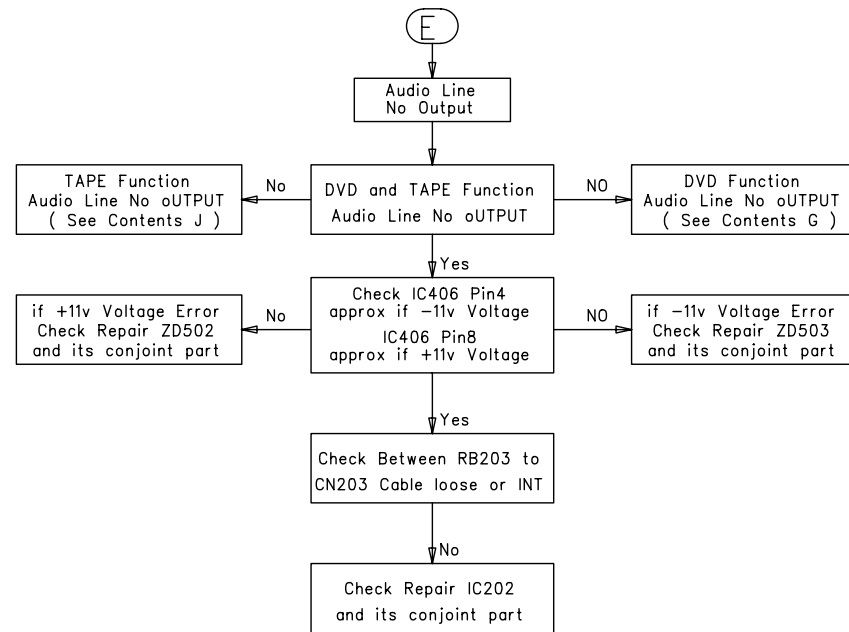 E
Audio Line
No Output
TAPE Function
Audio Line No oUTPUT
( See Contents J )
No
DVD and TAPE Function
Audio Line No oUTPUT
NO
DVD Function
Audio Line No oUTPUT
( See Contents G )
Yes
if +11v Voltage Error
Check Repair ZD502
and its conjoint part
No
Check IC406 Pin4
approx if -11v Voltage
IC406 Pin8
approx if +11v Voltage
NO
if -11v Voltage Error
Check Repair ZD503
and its conjoint part
Yes
Check Between RB203 to
CN203 Cable loose or INT
No
Check Repair IC202
and its conjoint part